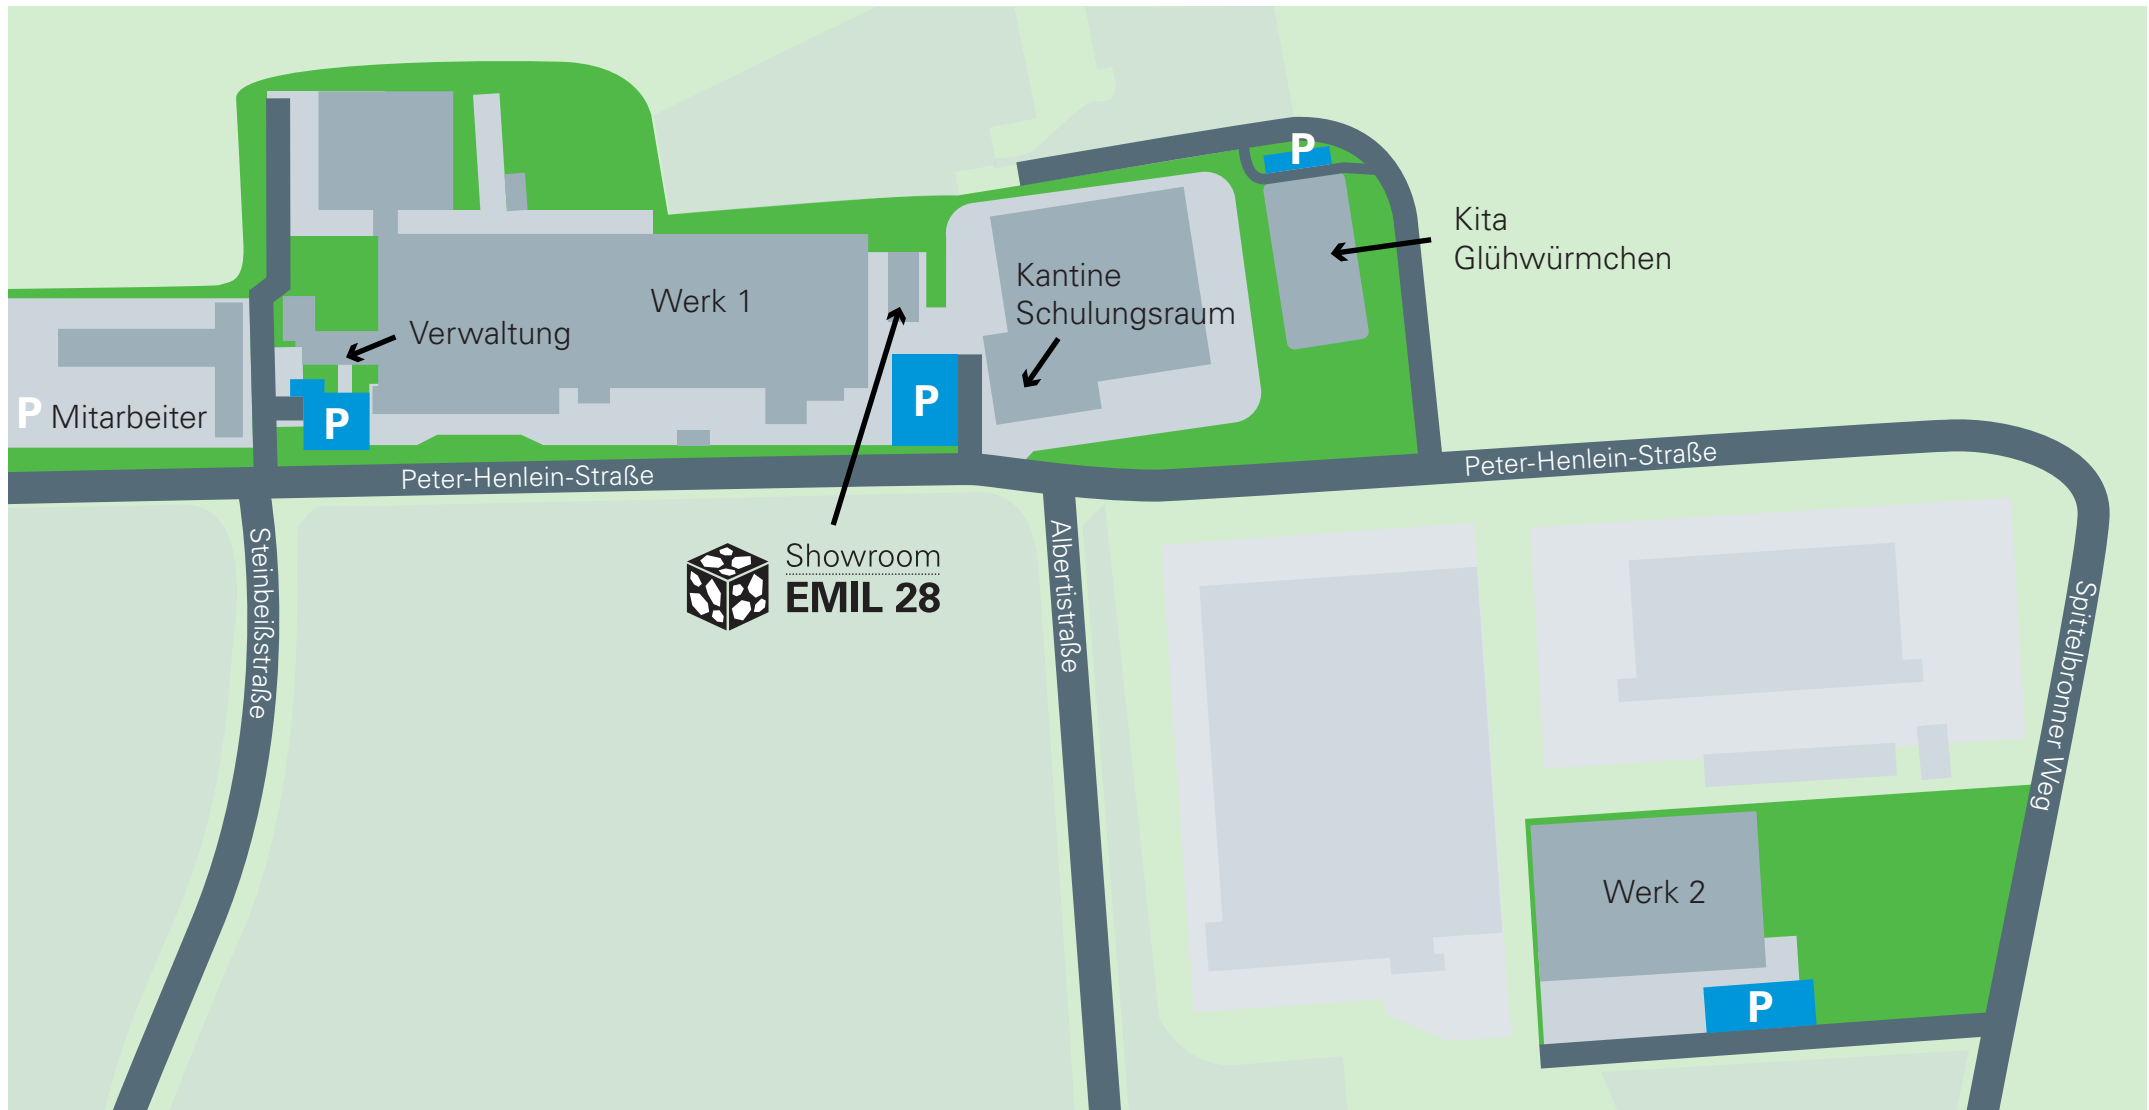 P
Kita
Glühwürmchen
Kantine
Schulungsraum
Werk 1
Verwaltung
P Mitarbeiter
P
P
Peter-Henlein-Straße
Peter-Henlein-Straße
Steinbeißstraße
Showroom
EMIL 28
Albertistraße
Spittelbronner Weg
Werk 2
P